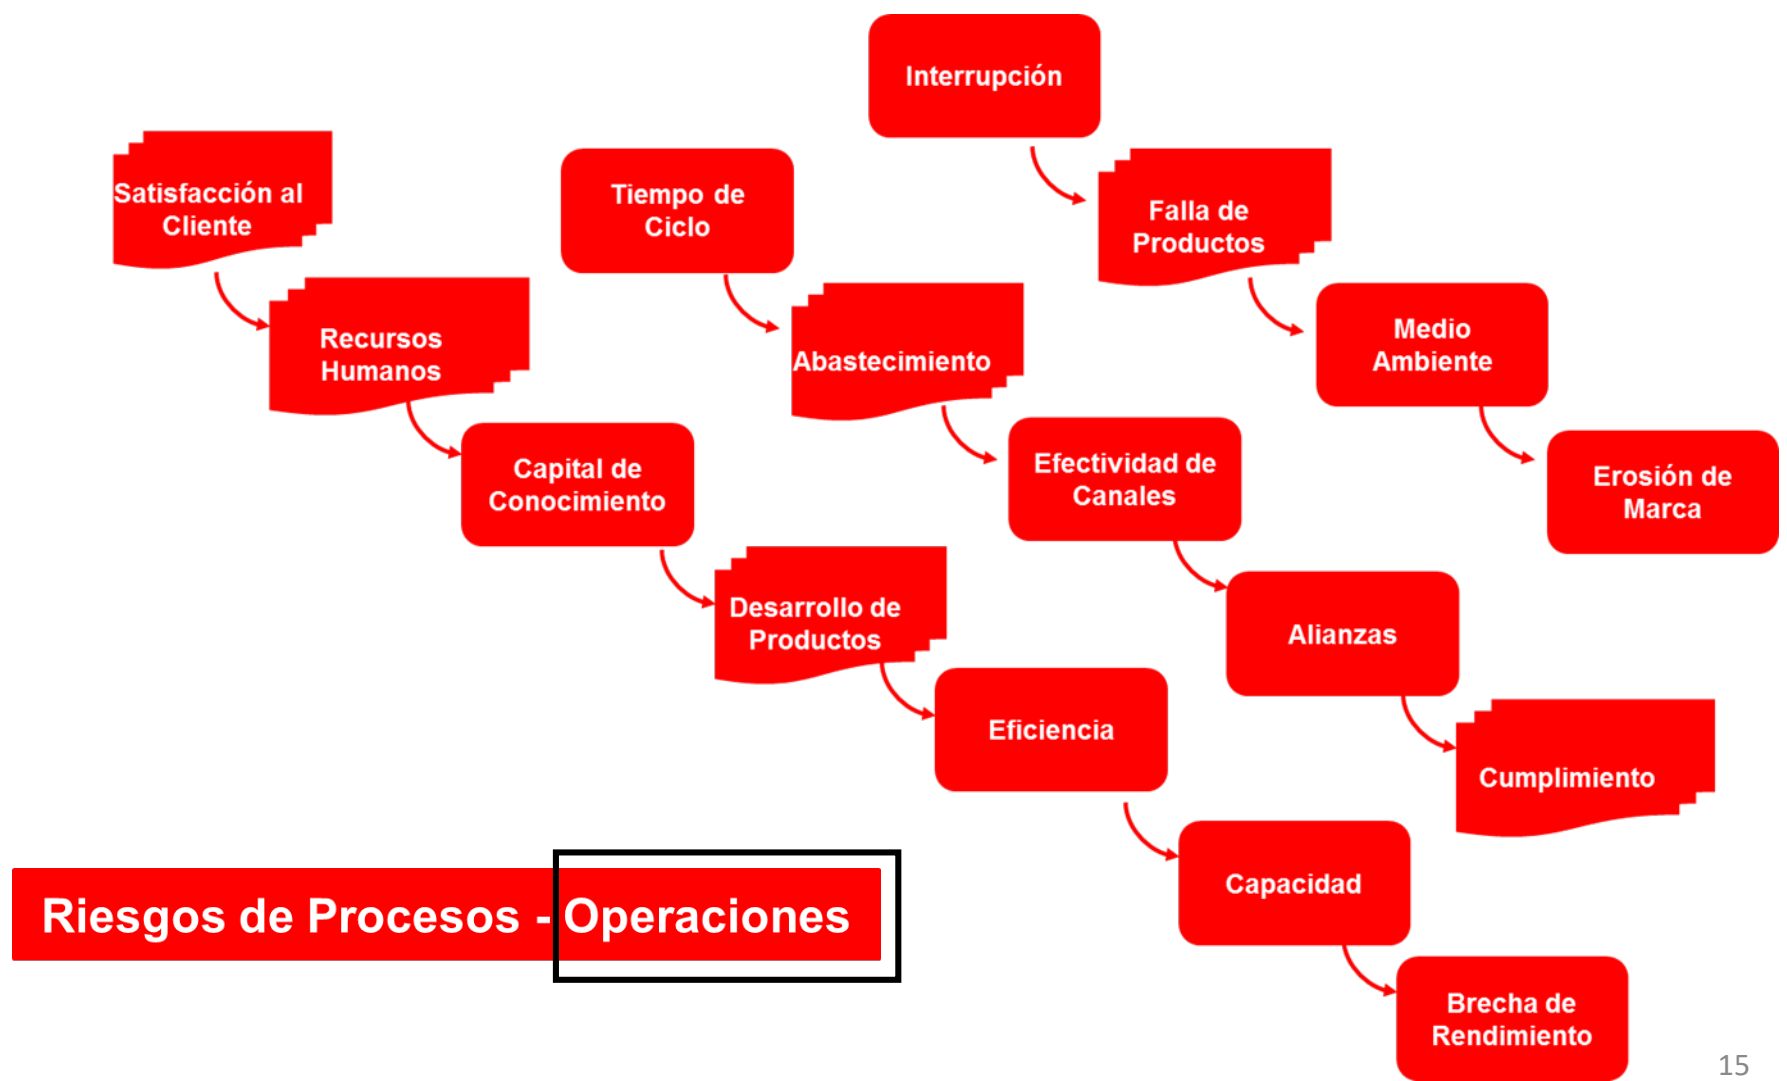 Interrupción
Satisfacción al
Cliente
Tiempo de
Ciclo
Falla de
Productos
Recursos
Humanos
Abastecimiento
Medio
Ambiente
Capital de
Conocimiento
Efectividad de
Canales
Erosión de
Marca
Desarrollo de
Productos
Alianzas
Eficiencia
Cumplimiento
Capacidad
Riesgos de Procesos - Operaciones
Brecha de
Rendimiento
15